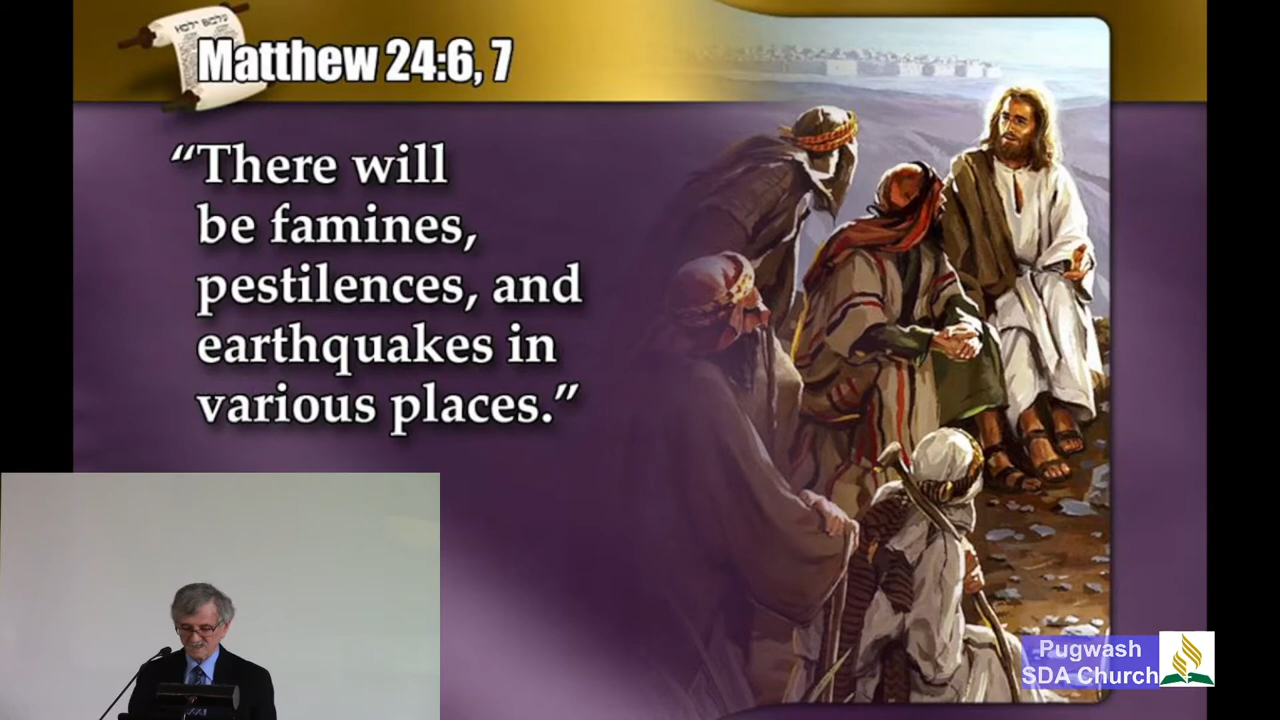 Matthew 24:6, 7
“There will
be famines,
pestilences, and
earthquakes in
various places.”
Pugwash
SDA Church